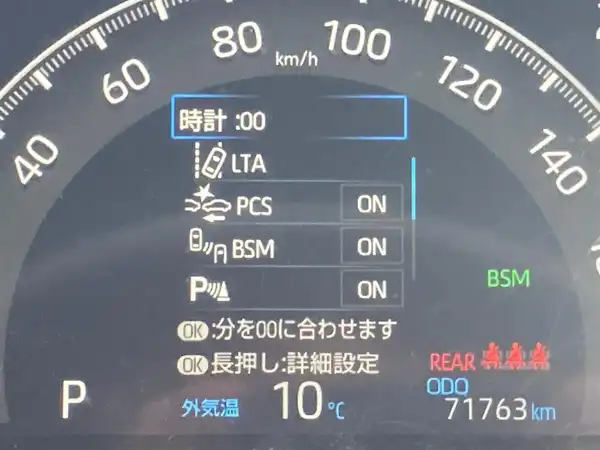 40
60
80
100
120
140
km/h
時計 :00
LTA
PCS ON
BSM ON
P ON
BSM
OK :分を00に合わせます
OK 長押し:詳細設定
REAR
P
外気温 10℃
ODO
71763km